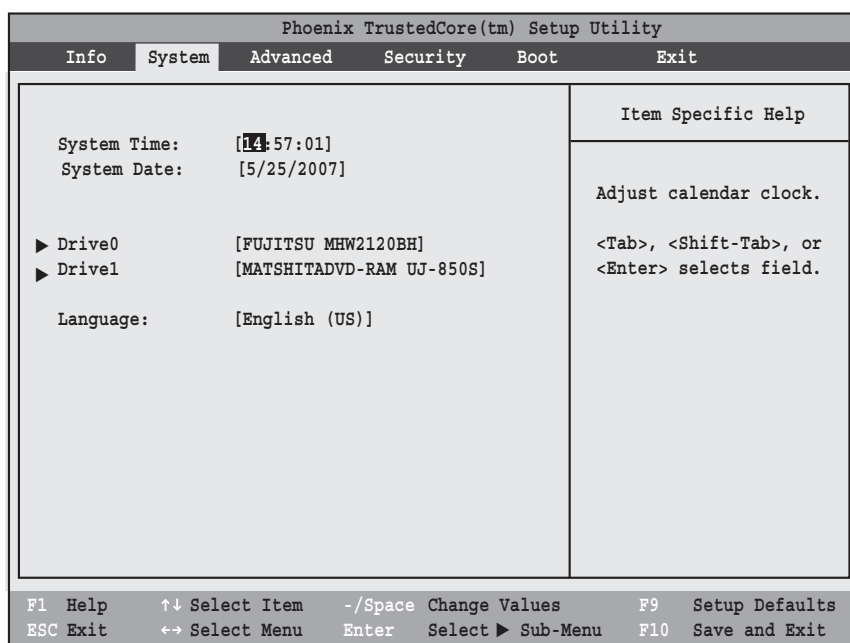 Phoenix TrustedCore(tm) Setup Utility
Info System Advanced Security Boot Exit
System Time: [14:57:01]
System Date: [5/25/2007]
▶ Drive0 [FUJITSU MHW2120BH]
▶ Drive1 [MATSHITADVD-RAM UJ-850S]
Language: [English (US)]
Item Specific Help
Adjust calendar clock.
<Tab>, <Shift-Tab>, or
<Enter> selects field.
F1 Help ↑↓ Select Item -/Space Change Values F9 Setup Defaults
ESC Exit ←→ Select Menu Enter Select ▶ Sub-Menu F10 Save and Exit